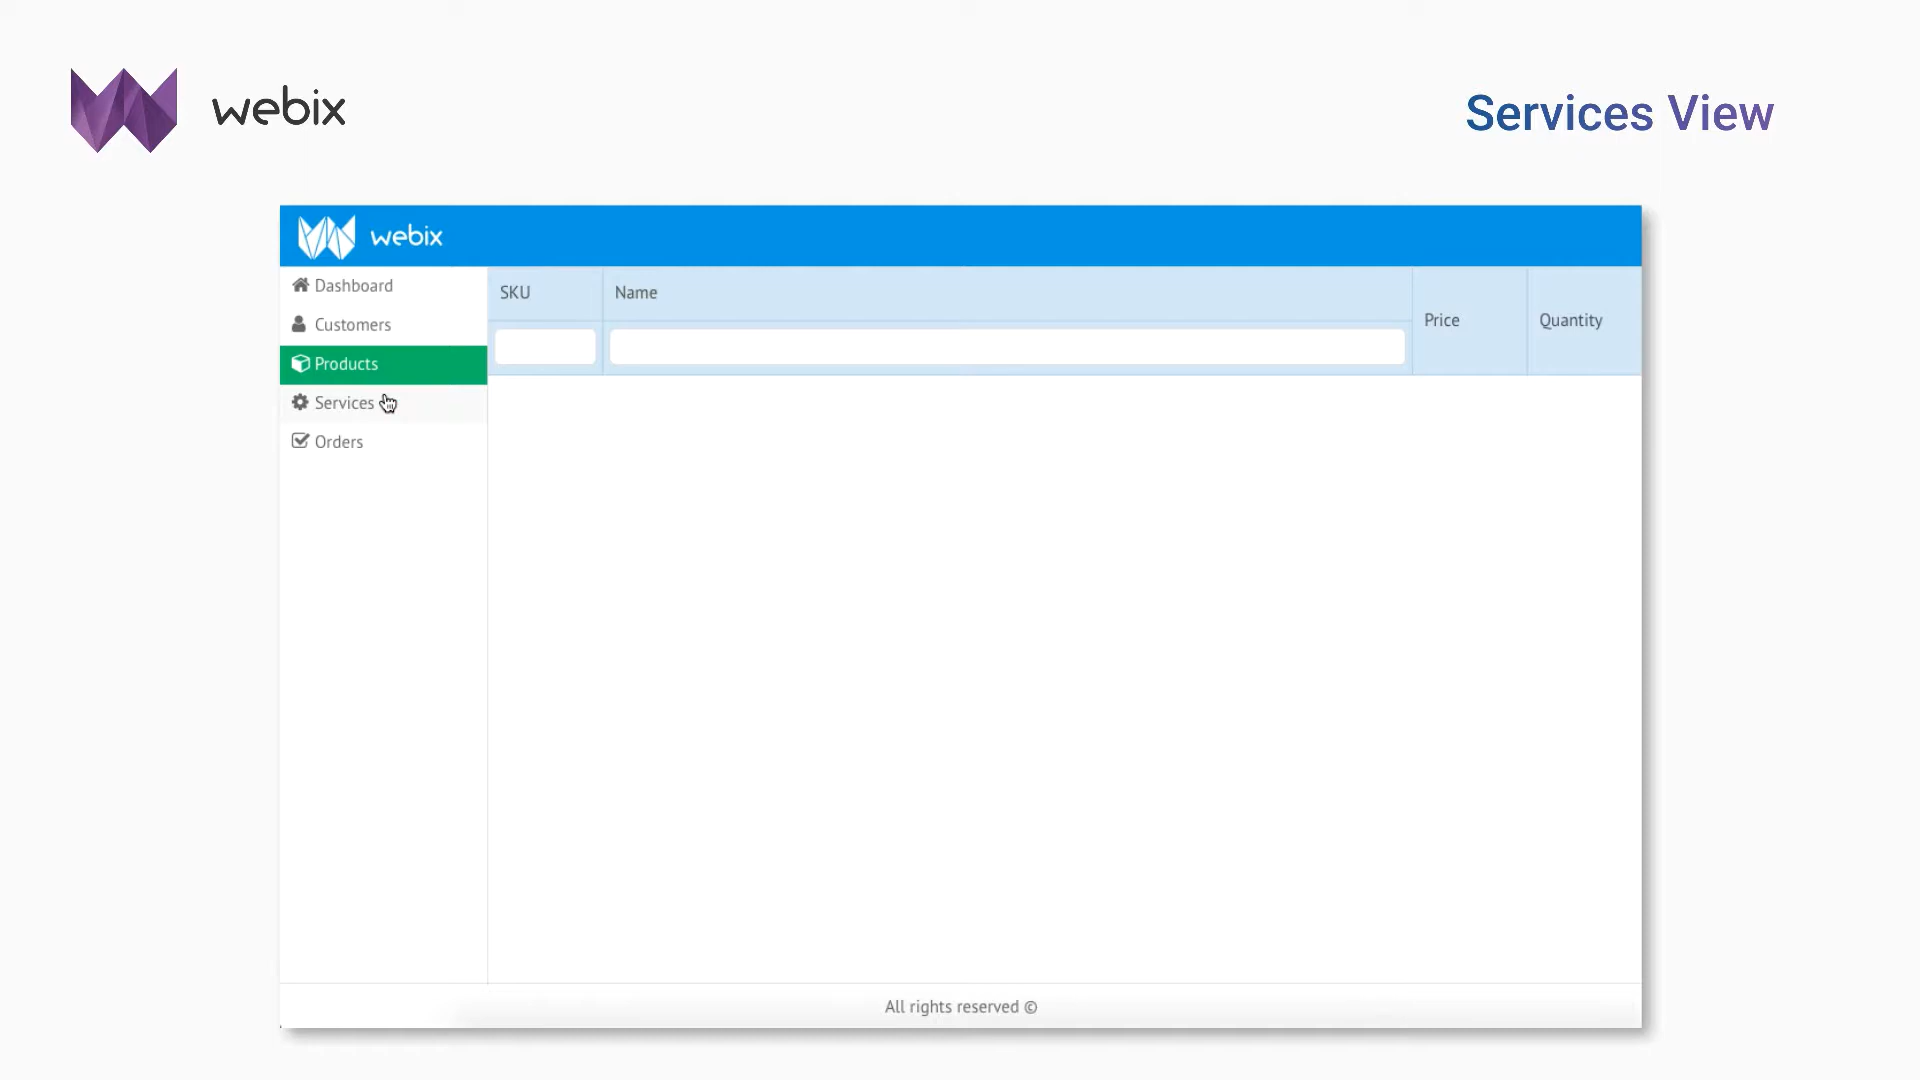 webix
Services View
webix
Dashboard
Customers
Products
Services
Orders
SKU
Name
Price
Quantity
All rights reserved ©